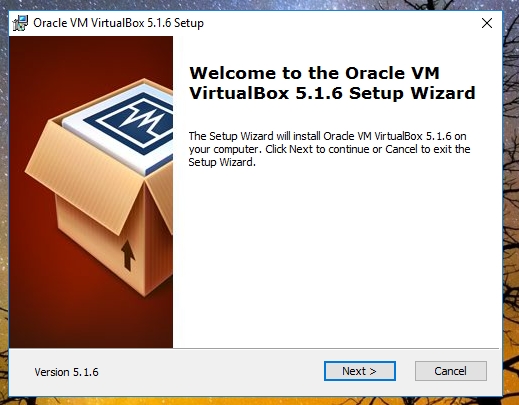 Oracle VM VirtualBox 5.1.6 Setup
Welcome to the Oracle VM
VirtualBox 5.1.6 Setup Wizard
The Setup Wizard will install Oracle VM VirtualBox 5.1.6 on
your computer. Click Next to continue or Cancel to exit the
Setup Wizard.
Version 5.1.6
Next >
Cancel